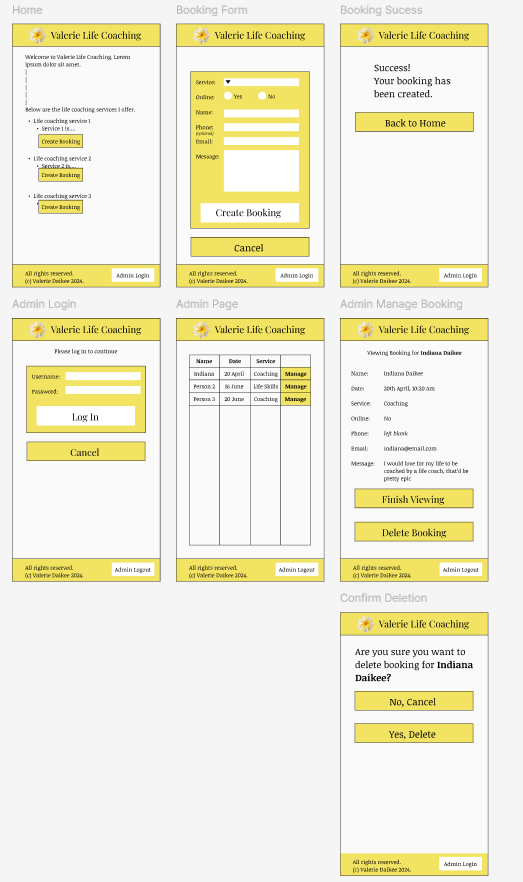 Home
Valerie Life Coaching
Welcome to Valerie Life Coaching. Lorem
ipsum dolor sit amet.
|
|
|
|
|
Below are the life coaching services I offer.
• Life coaching service 1
• Service 1 is....
Create Booking
• Life coaching service 2
• Service 2 is....
Create Booking
• Life coaching service 3
Create Booking
All rights reserved.
(c) Valerie Daikee 2024.
Admin Login
Booking Form
Valerie Life Coaching
Service:
Online:
Yes
No
Name:
Phone:
(optional)
Email:
Message:
Create Booking
Cancel
All rights reserved.
(c) Valerie Daikee 2024.
Admin Login
Booking Sucess
Valerie Life Coaching
Success!
Your booking has
been created.
Back to Home
All rights reserved.
(c) Valerie Daikee 2024.
Admin Login
Admin Login
Valerie Life Coaching
Please log in to continue
Username:
Password:
Log In
Cancel
All rights reserved.
(c) Valerie Daikee 2024.
Admin Logout
Admin Page
Valerie Life Coaching
Name Date Service
Indiana 20 April Coaching Manage
Person 2 16 June Life Skills Manage
Person 3 20 June Coaching Manage
All rights reserved.
(c) Valerie Daikee 2024.
Admin Logout
Admin Manage Booking
Valerie Life Coaching
Viewing Booking for Indiana Daikee
Name: Indiana Daikee
Date: 20th April, 10:20 am
Service: Coaching
Online: No
Phone: left blank
Email: indiana@email.com
Message: I would love for my life to be
coached by a life coach, that'd be
pretty epic
Finish Viewing
Delete Booking
All rights reserved.
(c) Valerie Daikee 2024.
Admin Logout
Confirm Deletion
Valerie Life Coaching
Are you sure you want to
delete booking for Indiana
Daikee?
No, Cancel
Yes, Delete
All rights reserved.
(c) Valerie Daikee 2024.
Admin Login